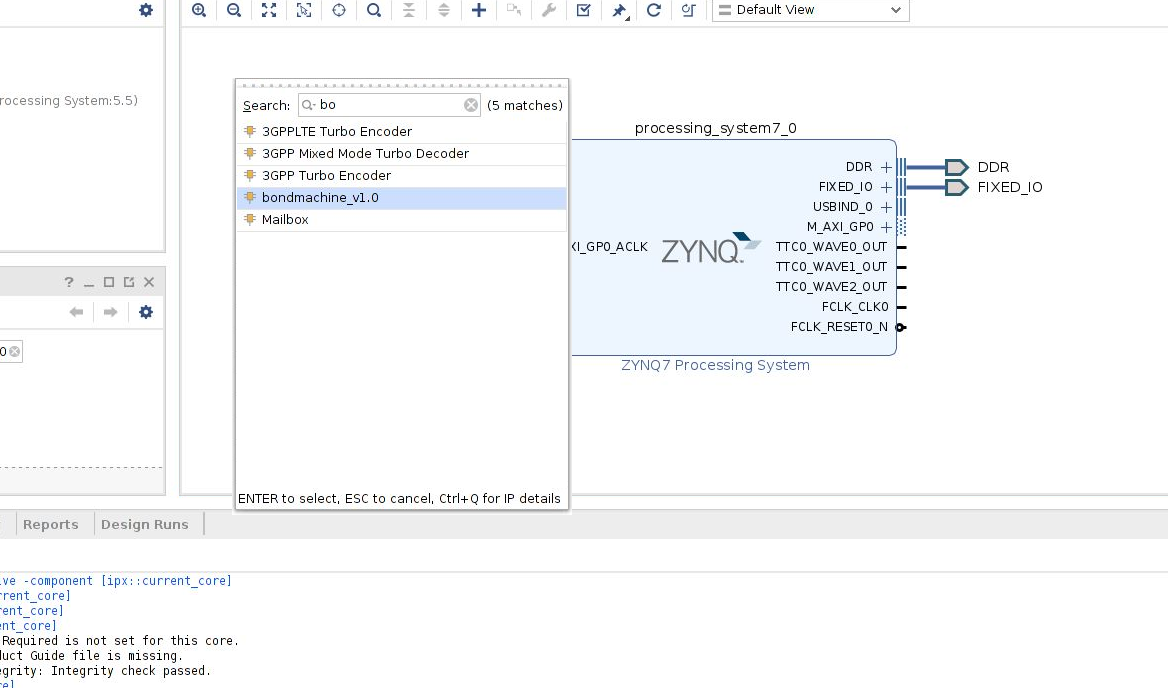 Default View
rocessing System:5.5)
Search: bo (5 matches)
3GPPLTE Turbo Encoder
3GPP Mixed Mode Turbo Decoder
3GPP Turbo Encoder
bondmachine_v1.0
Mailbox
ENTER to select, ESC to cancel, Ctrl+Q for IP details
processing_system7_0
DDR
FIXED_IO
USBIND_0
M_AXI_GP0
TTC0_WAVE0_OUT
TTC0_WAVE1_OUT
TTC0_WAVE2_OUT
FCLK_CLK0
FCLK_RESET0_N
XI_GP0_ACLK
ZYNQ
DDR
FIXED_IO
ZYNQ7 Processing System
?
0
Reports Design Runs
ve -component [ipx::current_core]
rrent_core]
rent_core]
ent_core]
Required is not set for this core.
duct Guide file is missing.
egrity: Integrity check passed.
re]